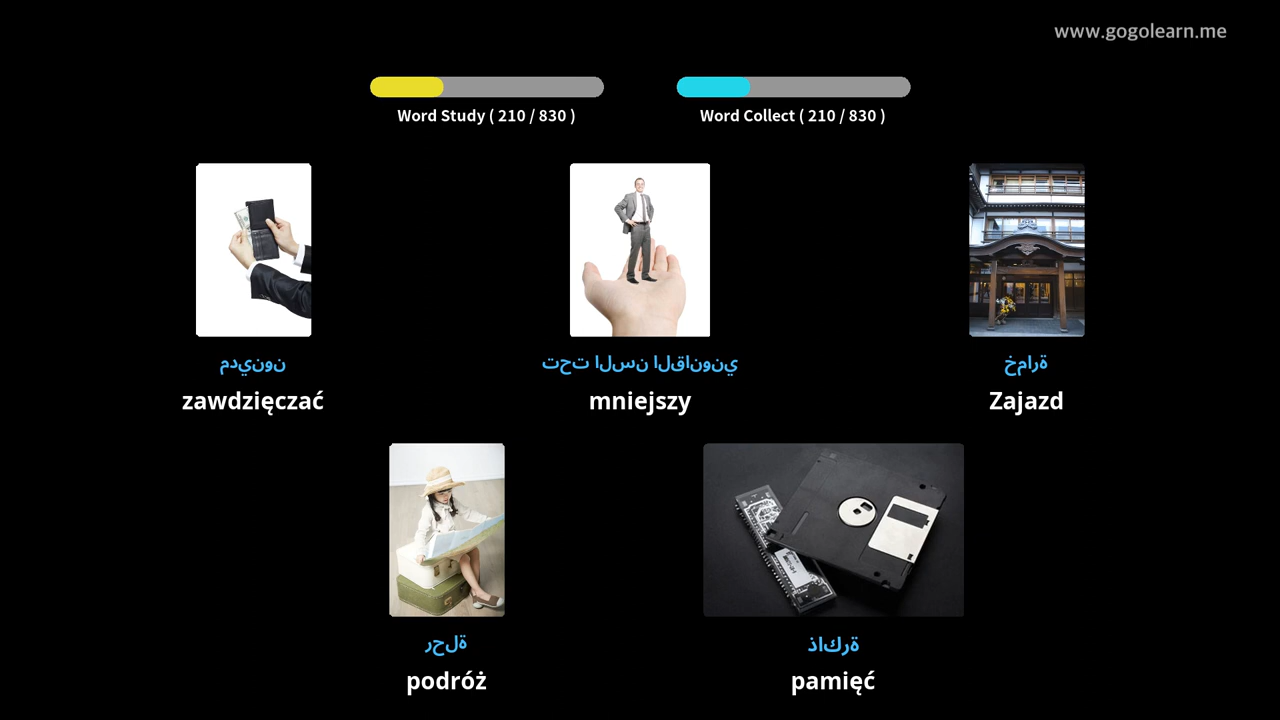 www.gogolearn.me
Word Study ( 210 / 830 )
Word Collect ( 210 / 830 )
مدينون
تحت السن القانوني
خمارة
zawdzięczać
mniejszy
Zajazd
رحلة
ذاكرة
podróż
pamięć